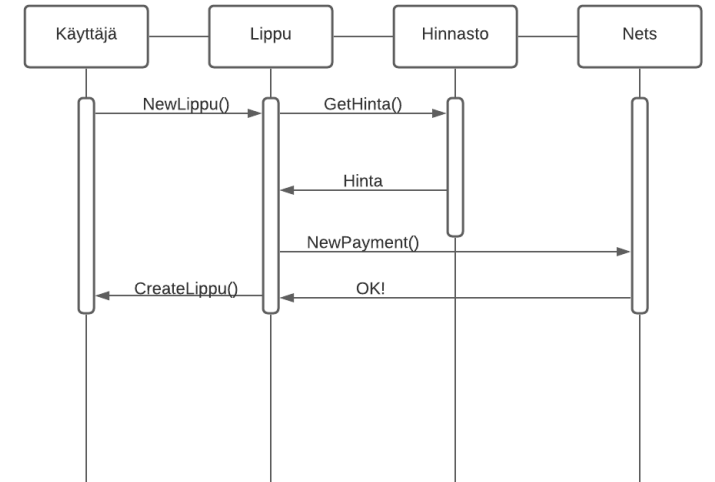 Käyttäjä
Lippu
Hinnasto
Nets
NewLippu()
GetHinta()
Hinta
NewPayment()
CreateLippu()
OK!